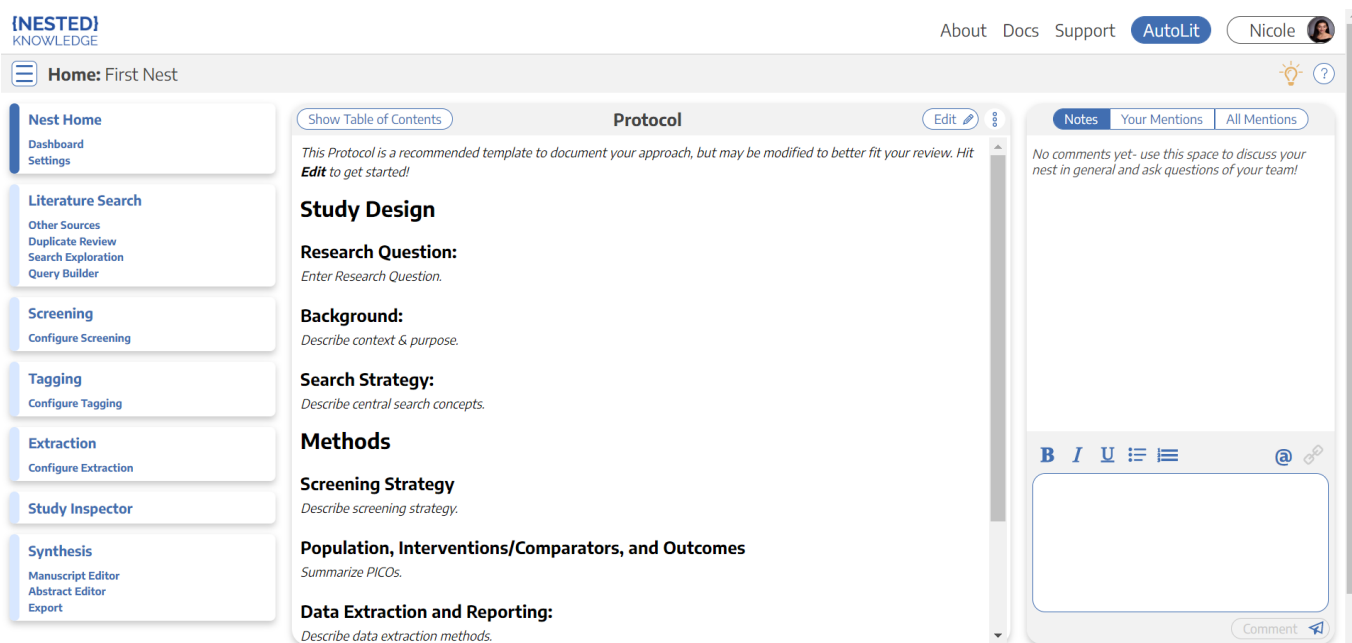 {NESTED}
KNOWLEDGE
About Docs Support AutoLit Nicole
Home: First Nest
?
Nest Home
Dashboard
Settings
Literature Search
Other Sources
Duplicate Review
Search Exploration
Query Builder
Screening
Configure Screening
Tagging
Configure Tagging
Extraction
Configure Extraction
Study Inspector
Synthesis
Manuscript Editor
Abstract Editor
Export
Show Table of Contents
Protocol
Edit
This Protocol is a recommended template to document your approach, but may be modified to better fit your review. Hit
Edit to get started!
Study Design
Research Question:
Enter Research Question.
Background:
Describe context & purpose.
Search Strategy:
Describe central search concepts.
Methods
Screening Strategy
Describe screening strategy.
Population, Interventions/Comparators, and Outcomes
Summarize PICOs.
Data Extraction and Reporting:
Describe data extraction methods.
Notes Your Mentions All Mentions
No comments yet- use this space to discuss your
nest in general and ask questions of your team!
B I U @
Comment